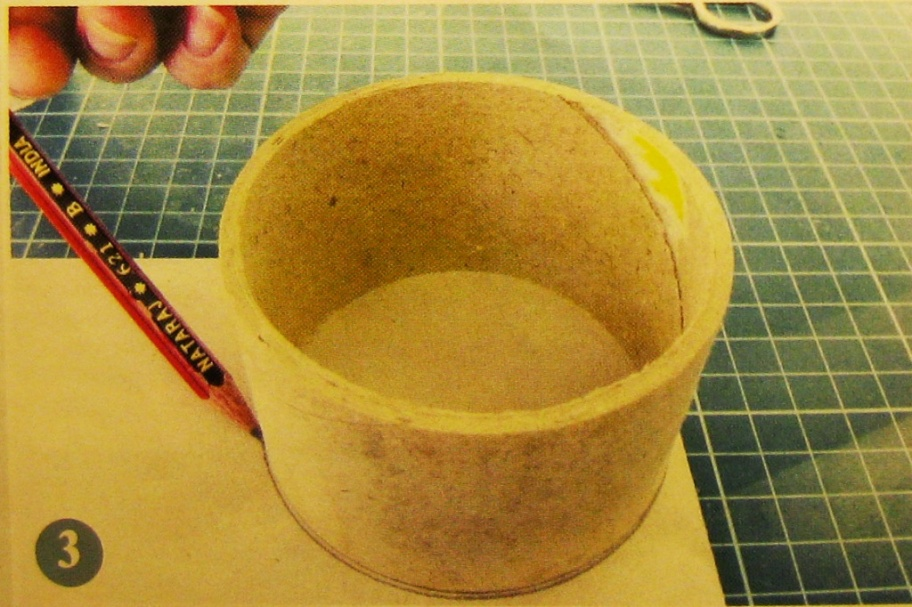 NATARAJ * 621 * B * INDIA
3